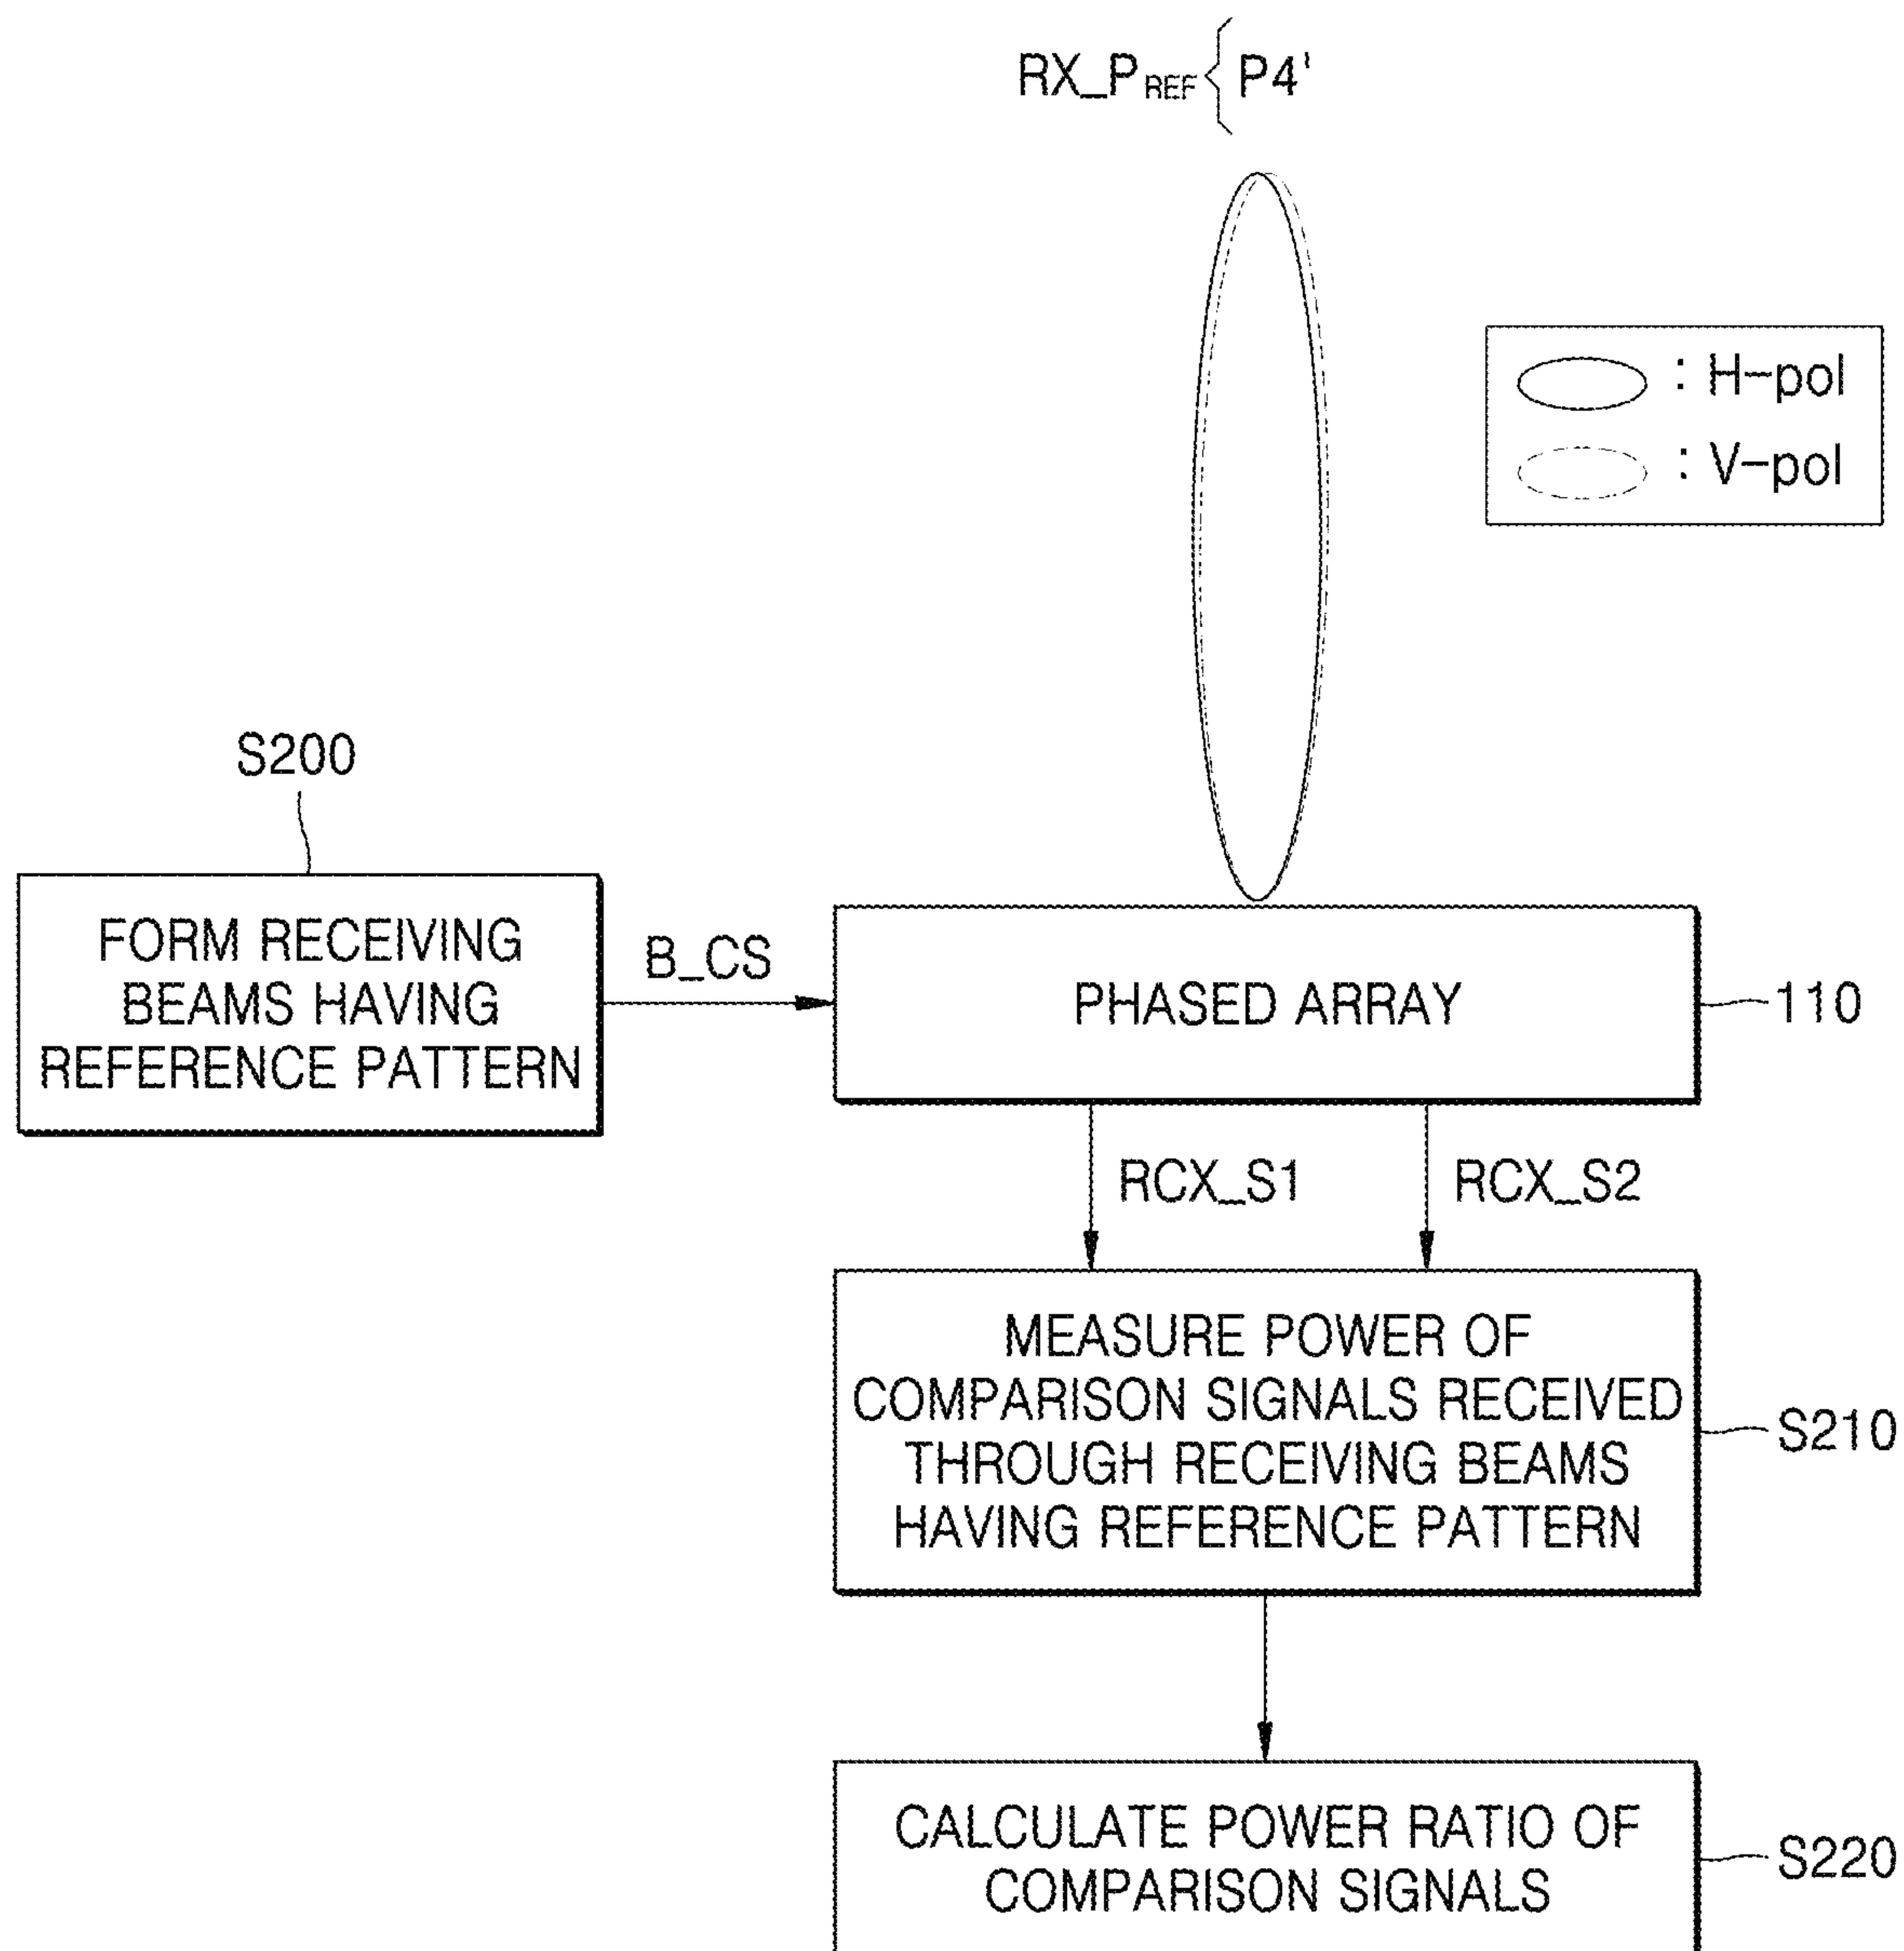 RX_PREF { P4'
: H-pol
: V-pol
S200
FORM RECEIVING
BEAMS HAVING
REFERENCE PATTERN
B_CS
PHASED ARRAY
110
RCX_S1
RCX_S2
MEASURE POWER OF
COMPARISON SIGNALS RECEIVED
THROUGH RECEIVING BEAMS
HAVING REFERENCE PATTERN
S210
CALCULATE POWER RATIO OF
COMPARISON SIGNALS
S220